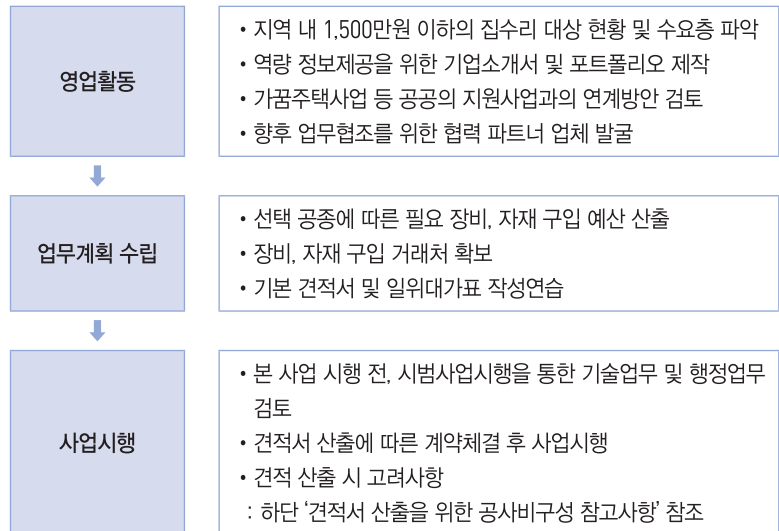 영업활동
• 지역 내 1,500만원 이하의 집수리 대상 현황 및 수요층 파악
• 역량 정보제공을 위한 기업소개서 및 포트폴리오 제작
• 가꿈주택사업 등 공공의 지원사업과의 연계방안 검토
• 향후 업무협조를 위한 협력 파트너 업체 발굴
업무계획 수립
• 선택 공종에 따른 필요 장비, 자재 구입 예산 산출
• 장비, 자재 구입 거래처 확보
• 기본 견적서 및 일위대가표 작성연습
사업시행
• 본 사업 시행 전, 시범사업시행을 통한 기술업무 및 행정업무
검토
• 견적서 산출에 따른 계약체결 후 사업시행
• 견적 산출 시 고려사항
: 하단 ‘견적서 산출을 위한 공사비구성 참고사항’ 참조